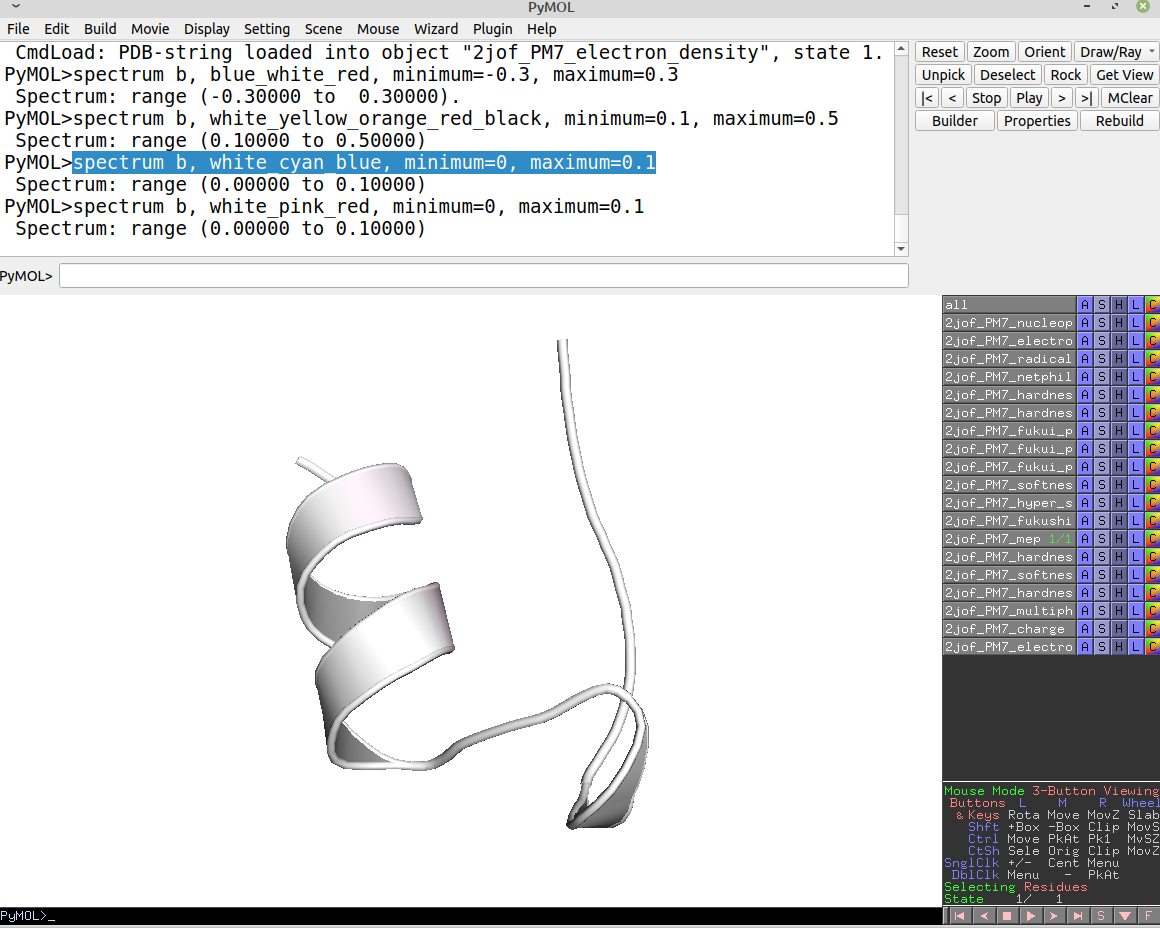 PyMOL
File Edit Build Movie Display Setting Scene Mouse Wizard Plugin Help
CmdLoad: PDB-string loaded into object "2jof_PM7_electron_density", state 1.
PyMOL>spectrum b, blue_white_red, minimum=-0.3, maximum=0.3
Spectrum: range (-0.30000 to  0.30000).
PyMOL>spectrum b, white_yellow_orange_red_black, minimum=0.1, maximum=0.5
Spectrum: range (0.10000 to 0.50000)
PyMOL>spectrum b, white_cyan_blue, minimum=0, maximum=0.1
Spectrum: range (0.00000 to 0.10000)
PyMOL>spectrum b, white_pink_red, minimum=0, maximum=0.1
Spectrum: range (0.00000 to 0.10000)
PyMOL>
Reset Zoom Orient Draw/Ray
Unpick Deselect Rock Get View
|< < Stop Play > >| MClear
Builder Properties Rebuild
all A S H L C
2jof_PM7_nucleop A S H L C
2jof_PM7_electro A S H L C
2jof_PM7_radical A S H L C
2jof_PM7_netphil A S H L C
2jof_PM7_hardnes A S H L C
2jof_PM7_hardnes A S H L C
2jof_PM7_fukui_p A S H L C
2jof_PM7_fukui_p A S H L C
2jof_PM7_fukui_p A S H L C
2jof_PM7_softnes A S H L C
2jof_PM7_hyper_s A S H L C
2jof_PM7_fukushi A S H L C
2jof_PM7_mep 1/1 A S H L C
2jof_PM7_hardnes A S H L C
2jof_PM7_softnes A S H L C
2jof_PM7_hardnes A S H L C
2jof_PM7_multiph A S H L C
2jof_PM7_charge A S H L C
2jof_PM7_electro A S H L C
Mouse Mode 3-Button Viewing
Buttons L M R Wheel
& Keys Rota Move MovZ Slab
Shft +Box -Box Clip MovS
Ctrl Move PkAt Pk1 MvSZ
CtSh Sele Orig Clip MovZ
SnglClk +/- Cent Menu
DblClk Menu - PkAt
Selecting Residues
State 1/ 1
PyMOL>_
S F